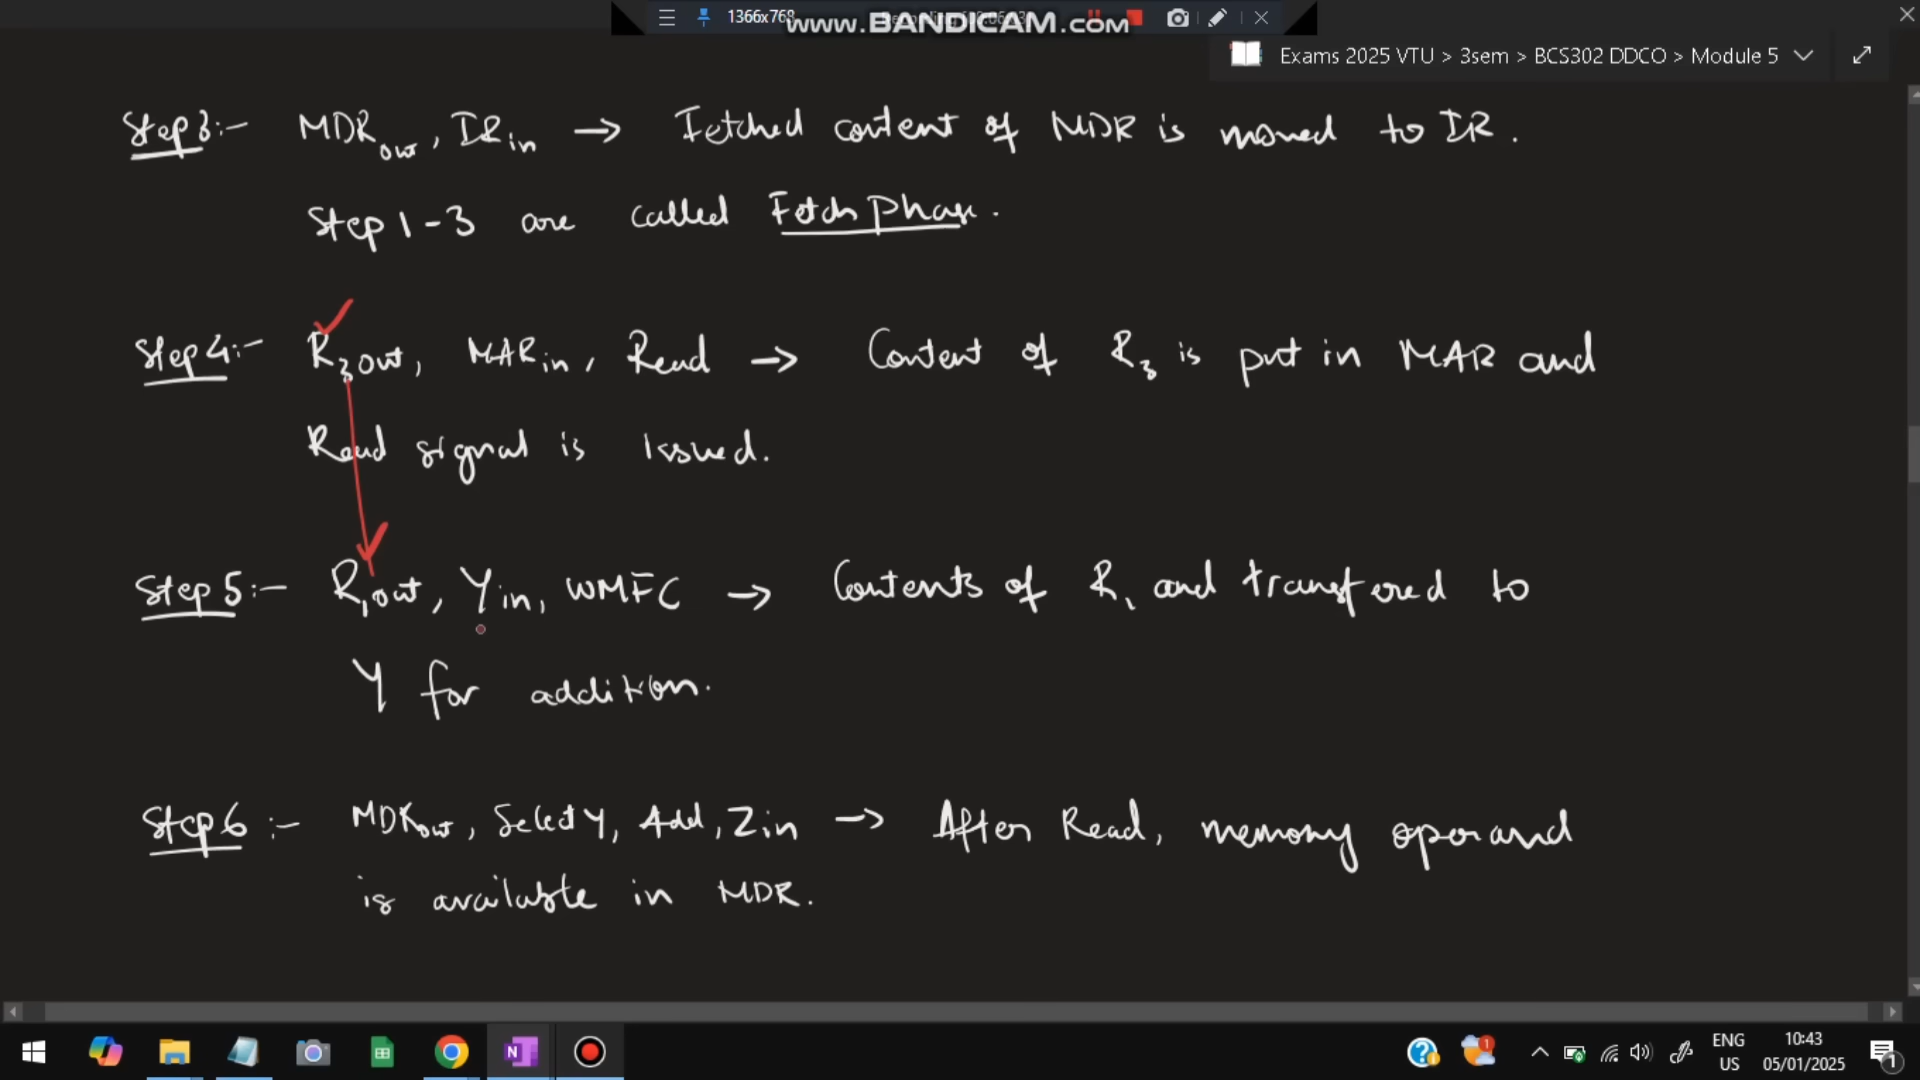 1366x768
www.BANDICAM.COM
Exams 2025 VTU > 3sem > BCS302 DDCO > Module 5
Step 3:- MDRout, IRin → Fetched content of MDR is moved to IR.
Step 1-3 are called Fetch Phase.
Step 4:- R3out, MARin, Read → Content of R3 is put in MAR and
Read signal is issued.
Step 5:- R1out, Yin, WMFC → Contents of R1 and transfered to
Y for addition.
Step 6:- MDRout, Select Y, Add, Zin → After Read, memory operand
is available in MDR.
ENG
US
10:43
05/01/2025